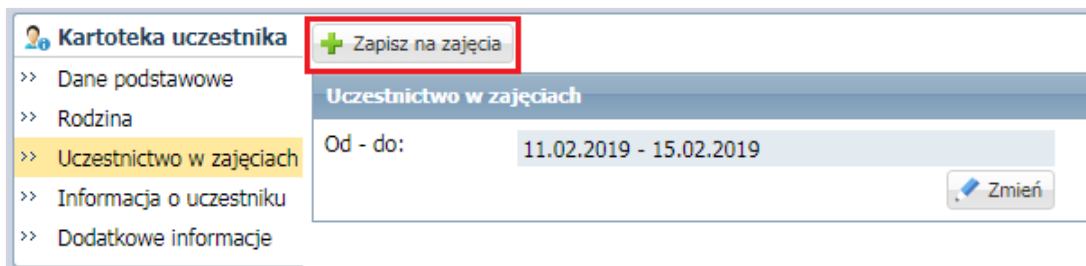 Kartoteka uczestnika
>> Dane podstawowe
>> Rodzina
>> Uczestnictwo w zajęciach
>> Informacja o uczestniku
>> Dodatkowe informacje
Zapisz na zajęcia
Uczestnictwo w zajęciach
Od - do: 11.02.2019 - 15.02.2019
Zmień